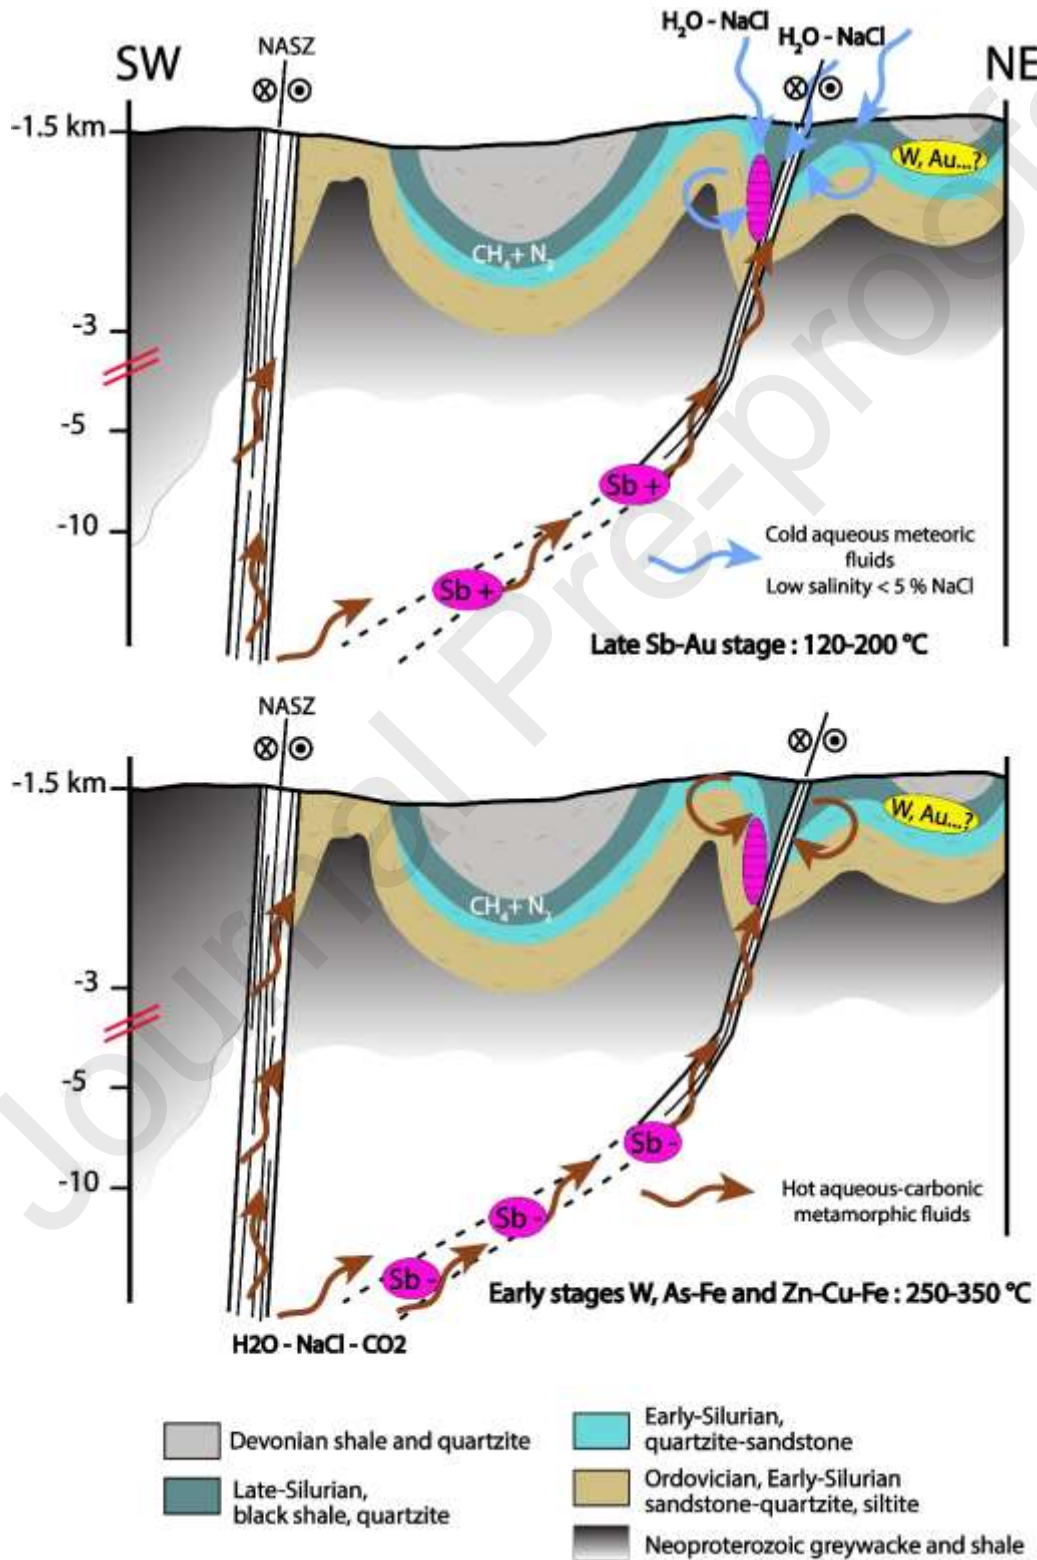 H₂O - NaCl
H₂O - NaCl
SW
NASZ
NE
-1.5 km
W, Au...?
CH₄+ N₂
-3
-5
Sb +
-10
Cold aqueous meteoric
fluids
Low salinity < 5 % NaCl
Sb +
Late Sb-Au stage : 120-200 °C
NASZ
-1.5 km
W, Au...?
CH₄+ N₂
-3
-5
Sb -
-10
Hot aqueous-carbonic
metamorphic fluids
Sb -
Sb -
Early stages W, As-Fe and Zn-Cu-Fe : 250-350 °C
H2O - NaCl - CO2
Devonian shale and quartzite
Late-Silurian,
black shale, quartzite
Early-Silurian,
quartzite-sandstone
Ordovician, Early-Silurian
sandstone-quartzite, siltite
Neoproterozoic greywacke and shale
Journal Pre-proofs